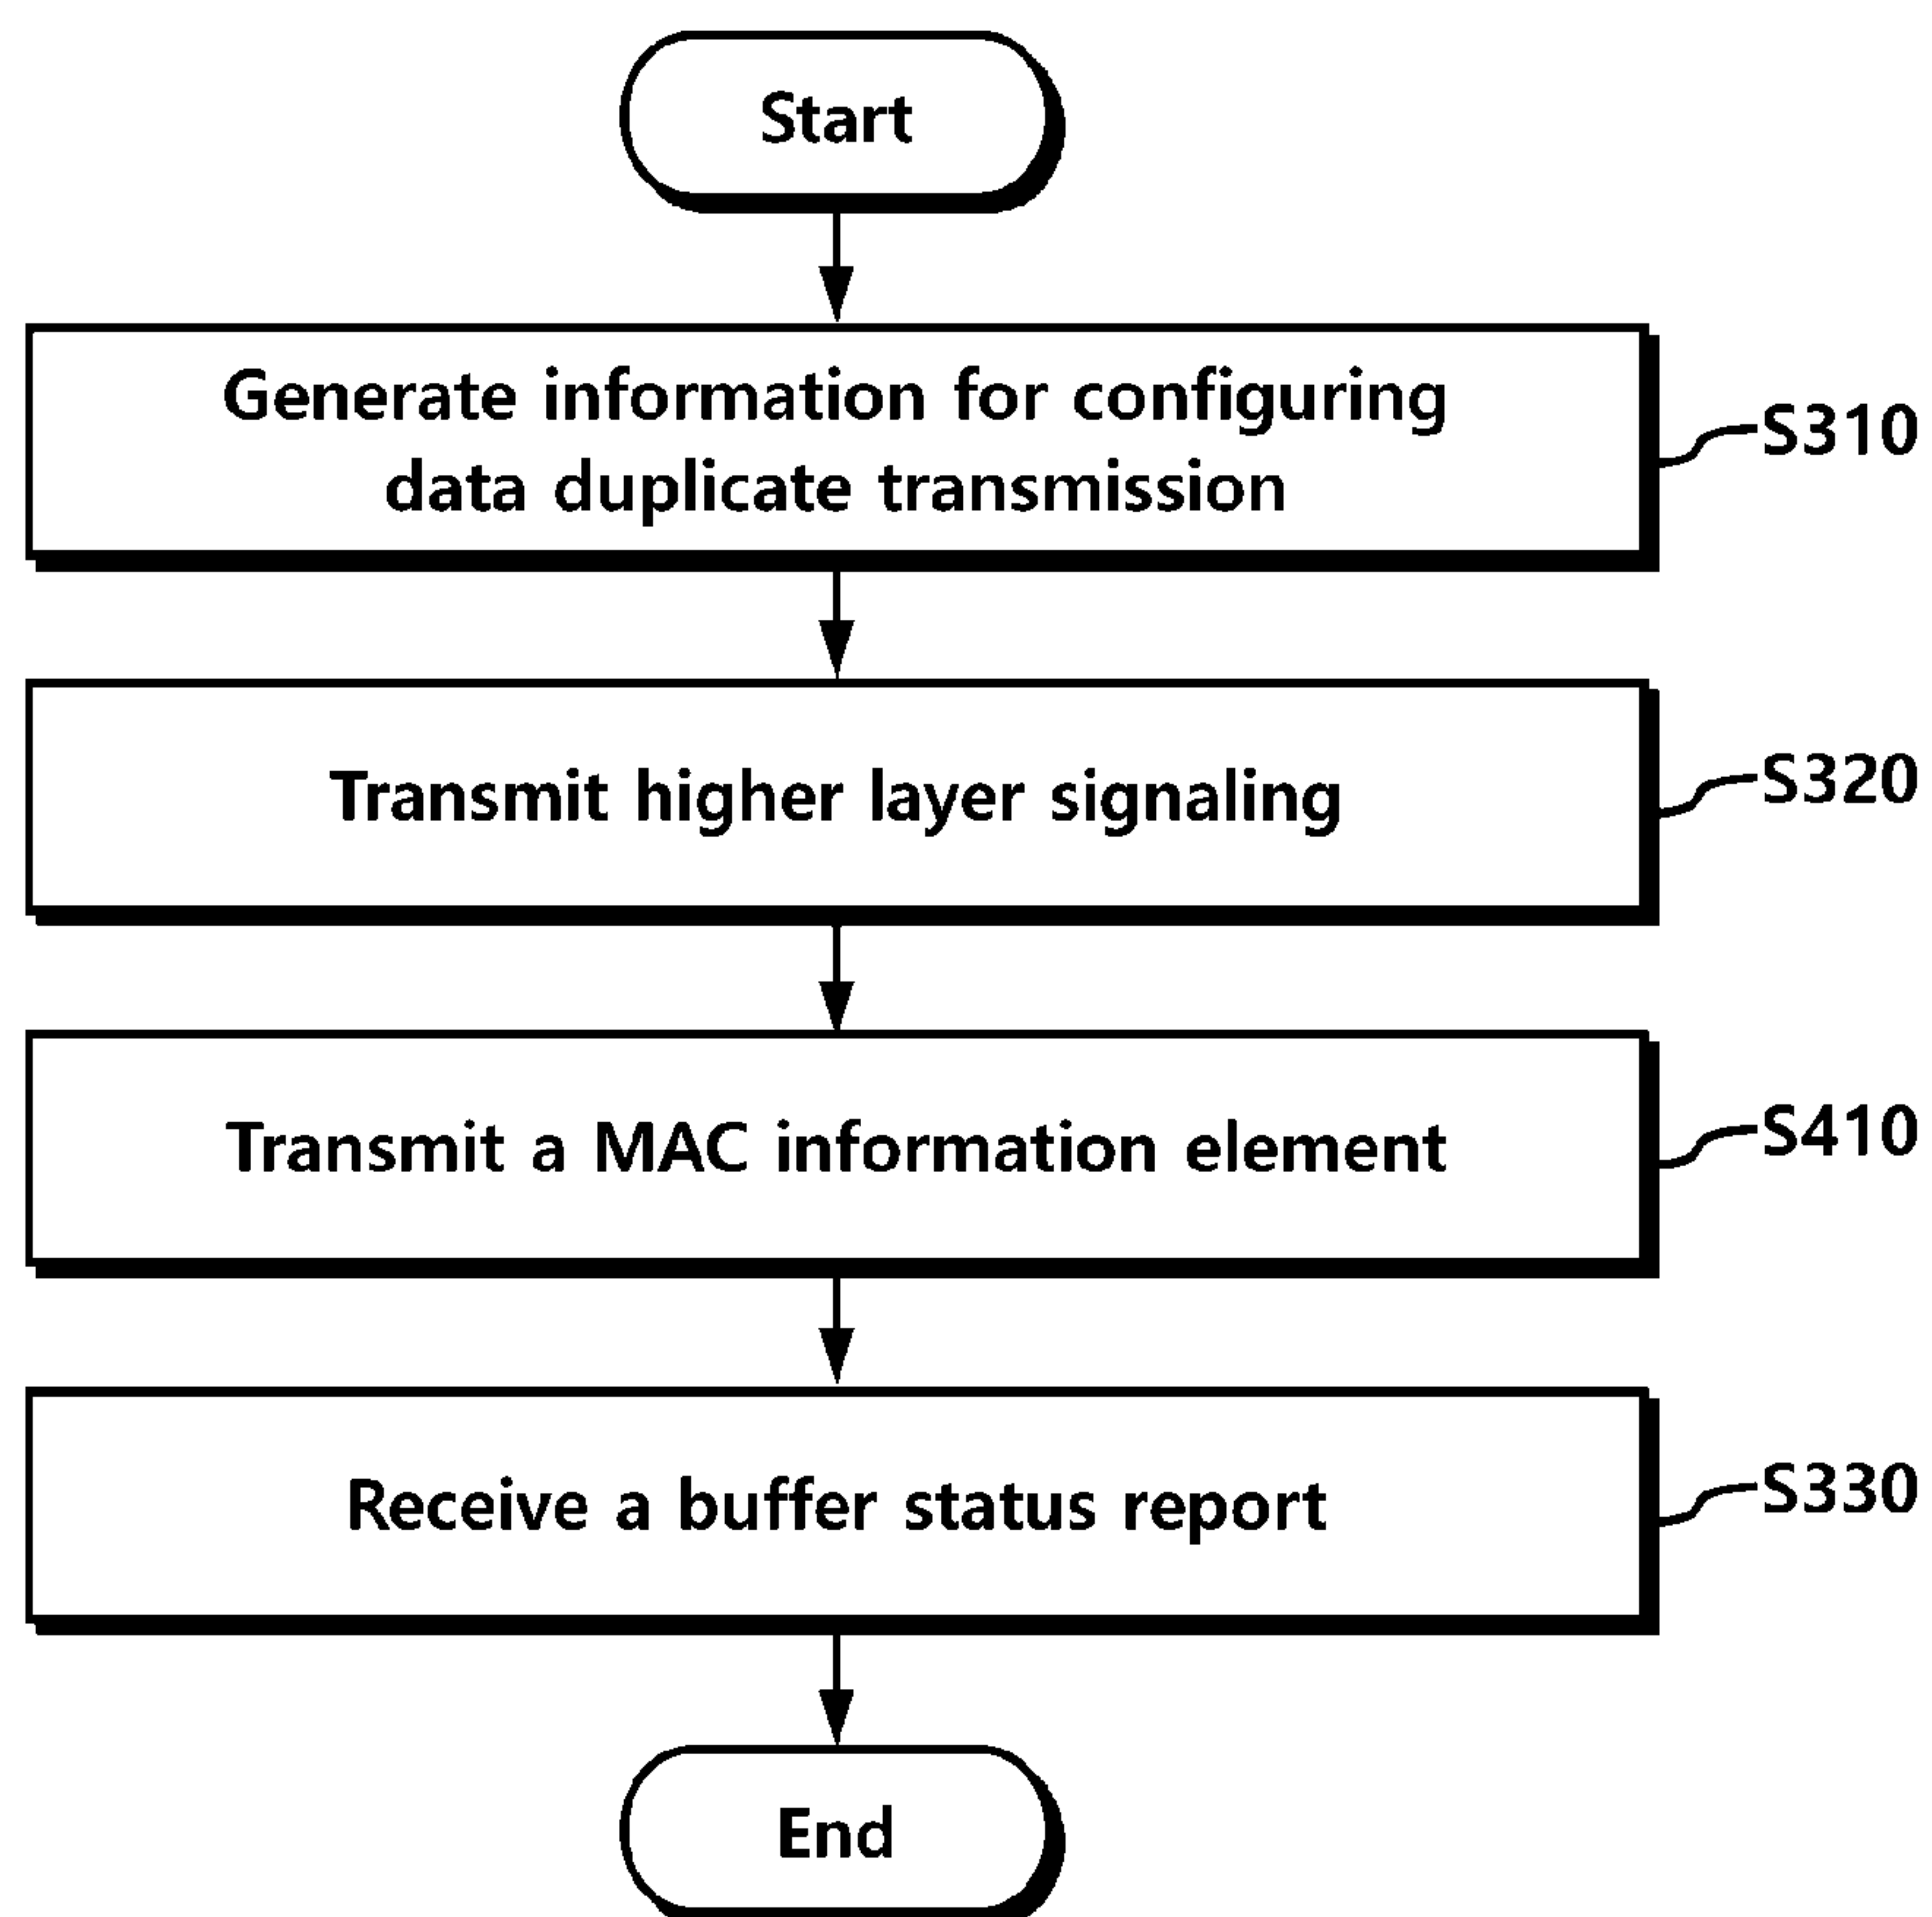 Start
Generate information for configuring
data duplicate transmission
S310
Transmit higher layer signaling
S320
Transmit a MAC information element
S410
Receive a buffer status report
S330
End